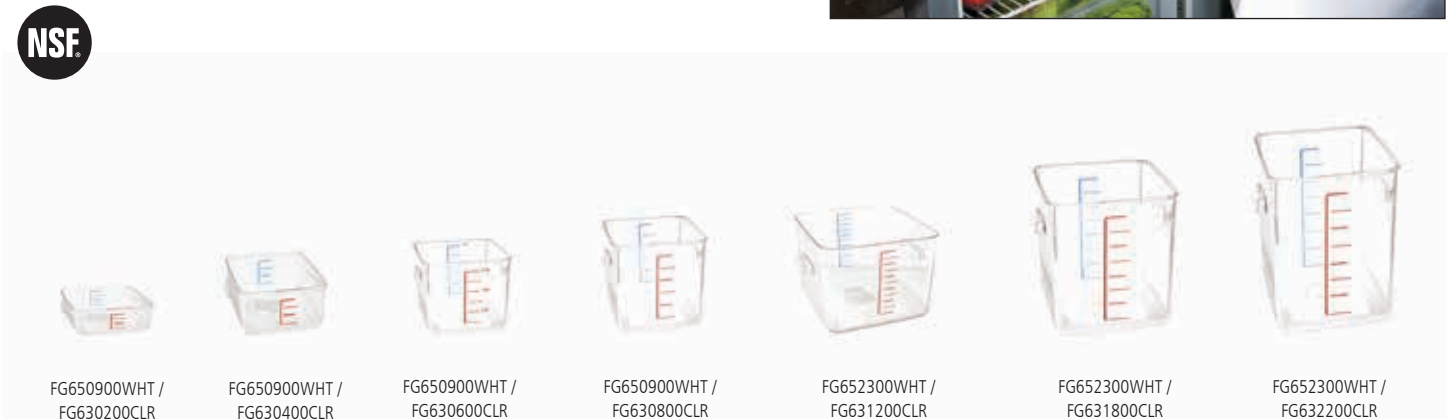 NSF®
FG650900WHT /
FG630200CLR
FG650900WHT /
FG630400CLR
FG650900WHT /
FG630600CLR
FG650900WHT /
FG630800CLR
FG652300WHT /
FG631200CLR
FG652300WHT /
FG631800CLR
FG652300WHT /
FG632200CLR